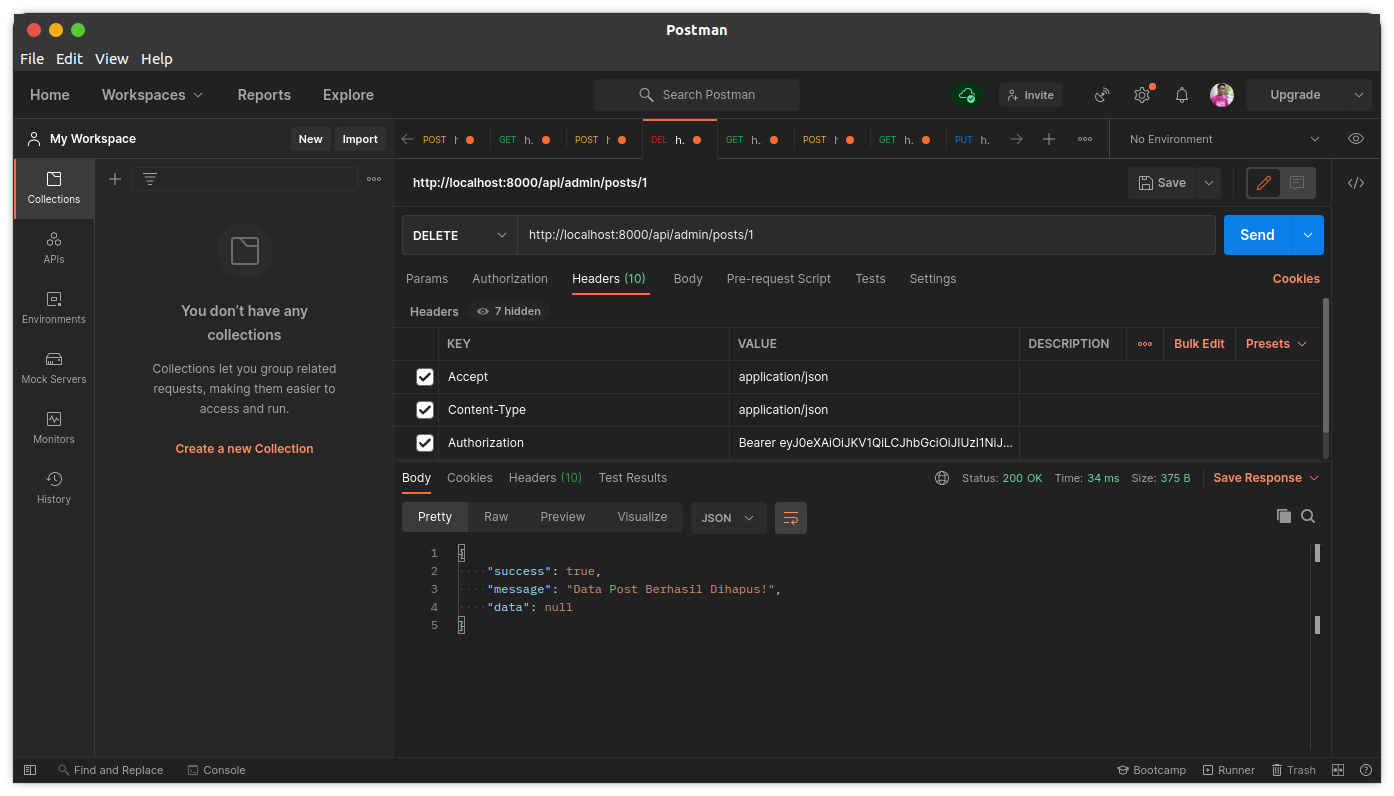 Postman
File Edit View Help
Home Workspaces Reports Explore Search Postman Invite Upgrade
My Workspace New Import POST h GET h. POST h DEL h. GET h. POST h GET h. PUT h. No Environment
Collections
APIs
Environments
Mock Servers
Monitors
History
You don’t have any
collections
Collections let you group related
requests, making them easier to
access and run.
Create a new Collection
http://localhost:8000/api/admin/posts/1 Save
DELETE http://localhost:8000/api/admin/posts/1 Send
Params Authorization Headers (10) Body Pre-request Script Tests Settings Cookies
Headers 7 hidden
KEY VALUE DESCRIPTION Bulk Edit Presets
Accept application/json
Content-Type application/json
Authorization Bearer eyJ0eXAiOiJKV1QiLCJhbGciOiJIUzI1NiJ...
Body Cookies Headers (10) Test Results Status: 200 OK Time: 34 ms Size: 375 B Save Response
Pretty Raw Preview Visualize JSON
1 {
2 "success": true,
3 "message": "Data Post Berhasil Dihapus!",
4 "data": null
5 }
Find and Replace Console Bootcamp Runner Trash